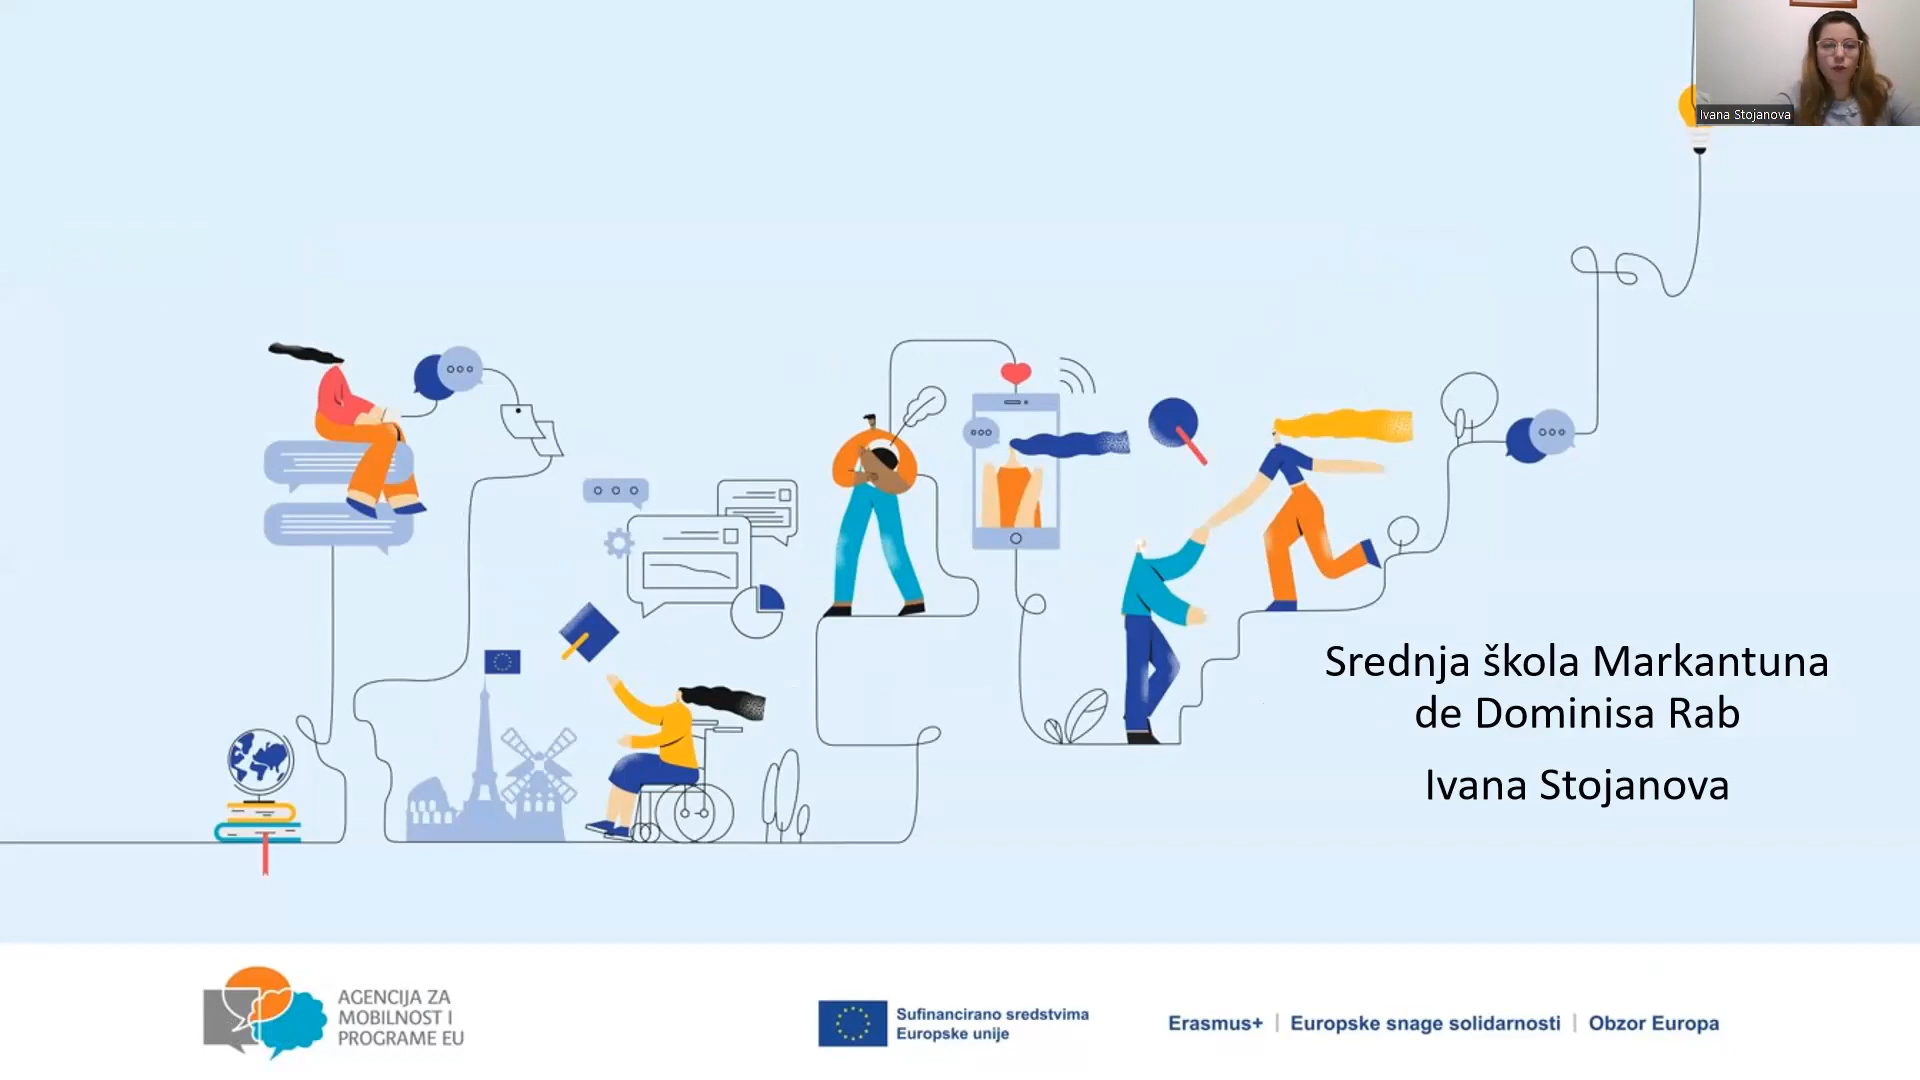 Ivana Stojanova
Srednja škola Markantuna
de Dominisa Rab
Ivana Stojanova
AGENCIJA ZA
MOBILNOST I
PROGRAME EU
Sufinancirano sredstvima
Europske unije
Erasmus+ | Europske snage solidarnosti | Obzor Europa